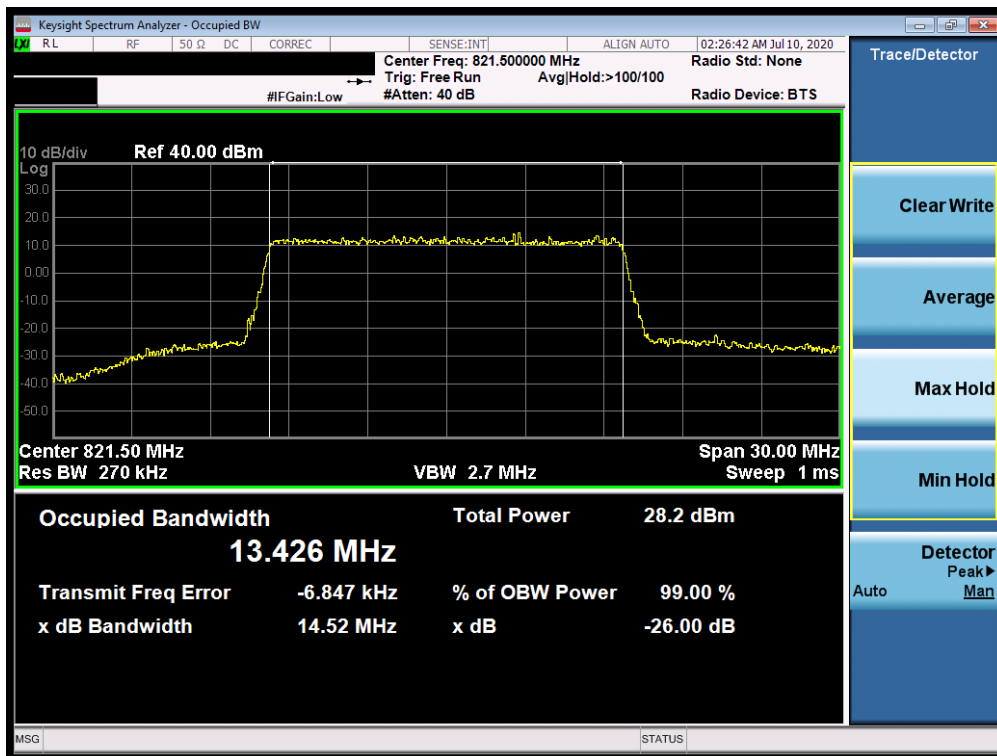 Keysight Spectrum Analyzer - Occupied BW
LXI RL RF 50 Ω DC CORREC SENSE:INT ALIGN AUTO 02:26:42 AM Jul 10, 2020
Center Freq: 821.500000 MHz Radio Std: None
Trig: Free Run Avg|Hold:>100/100
#IFGain:Low #Atten: 40 dB Radio Device: BTS
10 dB/div Ref 40.00 dBm
Log
30.0
20.0
10.0
0.00
-10.0
-20.0
-30.0
-40.0
-50.0
Center 821.50 MHz Span 30.00 MHz
Res BW 270 kHz VBW 2.7 MHz Sweep 1 ms
Occupied Bandwidth Total Power 28.2 dBm
13.426 MHz
Transmit Freq Error -6.847 kHz % of OBW Power 99.00 %
x dB Bandwidth 14.52 MHz x dB -26.00 dB
MSG STATUS
Trace/Detector
Clear Write
Average
Max Hold
Min Hold
Detector
Peak▶
Auto Man